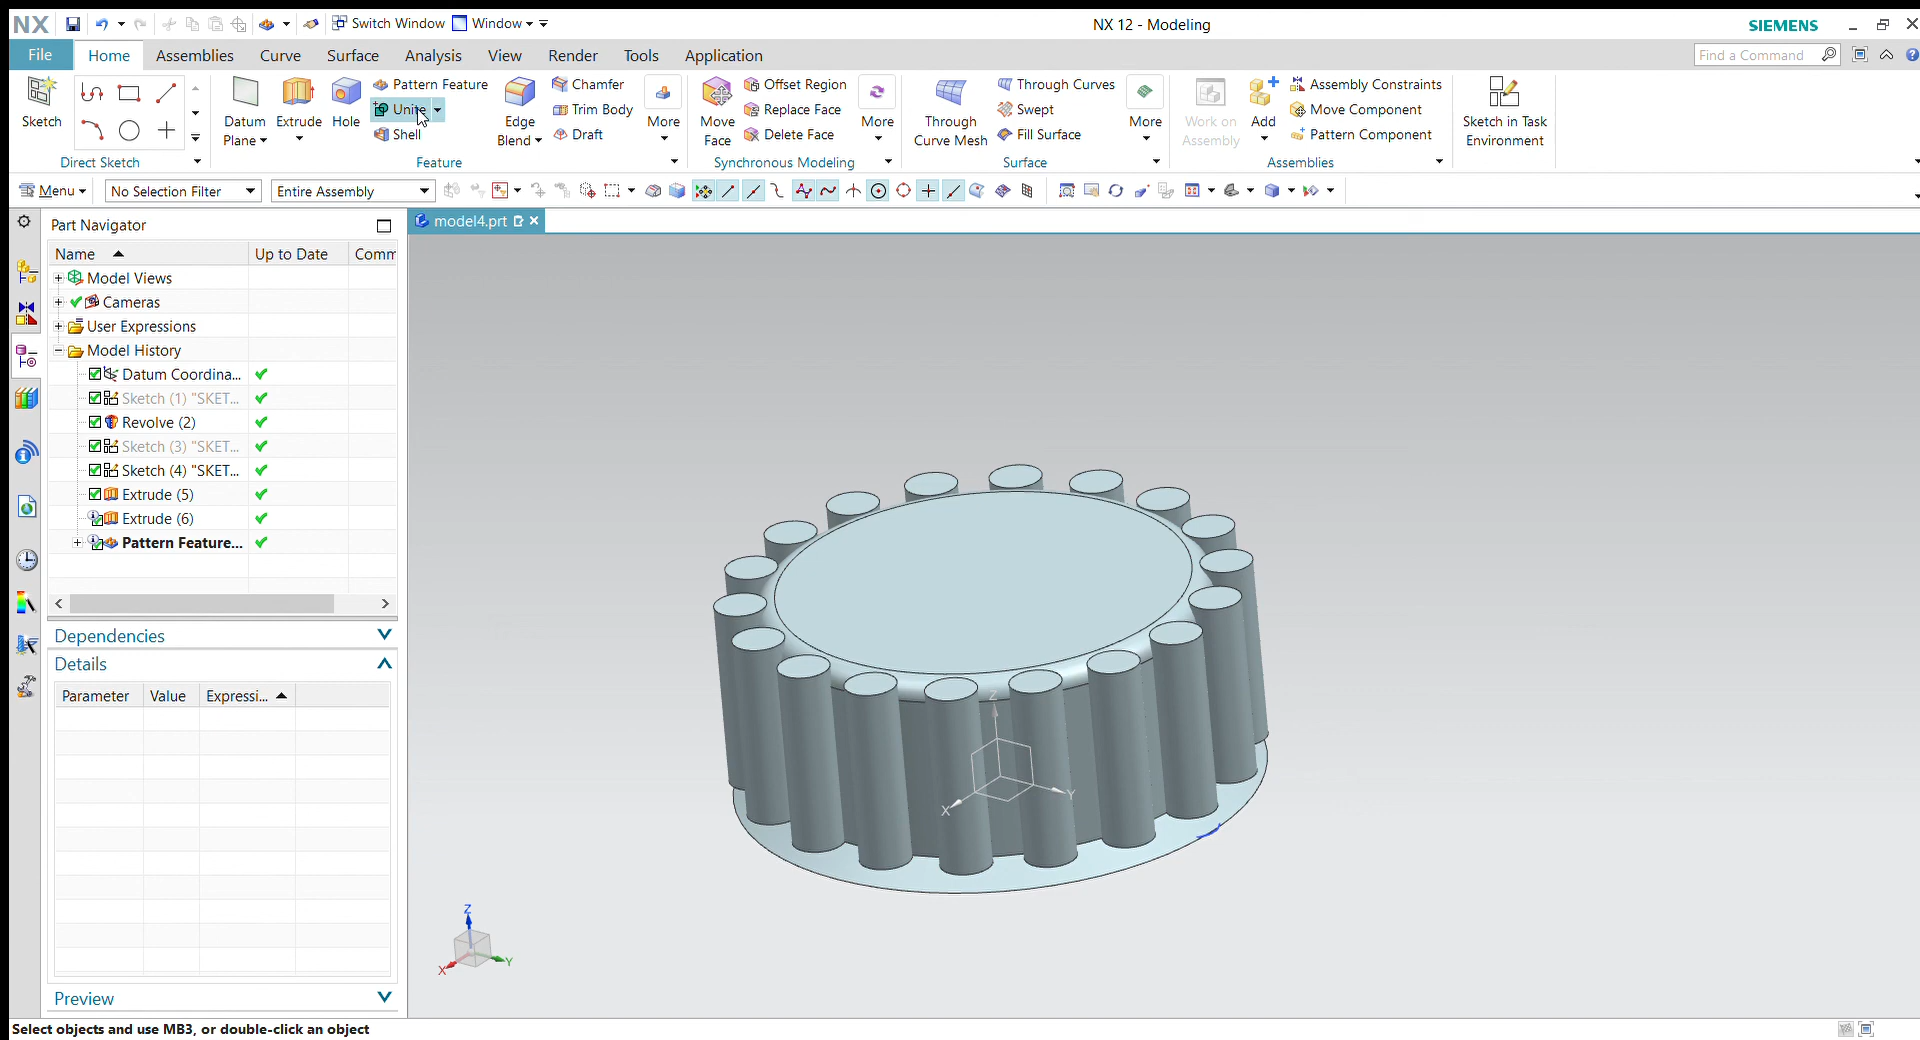 NX Switch Window Window NX 12 - Modeling SIEMENS
File Home Assemblies Curve Surface Analysis View Render Tools Application Find a Command
Sketch
Direct Sketch
Datum Plane
Extrude
Hole
Pattern Feature
Unite
Shell
Edge Blend
Chamfer
Trim Body
Draft
More
Feature
Move Face
Offset Region
Replace Face
Delete Face
More
Synchronous Modeling
Through Curve Mesh
Through Curves
Swept
Fill Surface
More
Surface
Work on Assembly
Add
Assembly Constraints
Move Component
Pattern Component
Assemblies
Sketch in Task Environment
Menu No Selection Filter Entire Assembly
Part Navigator
model4.prt
Name Up to Date Comm
Model Views
Cameras
User Expressions
Model History
Datum Coordina...
Sketch (1) "SKET...
Revolve (2)
Sketch (3) "SKET...
Sketch (4) "SKET...
Extrude (5)
Extrude (6)
Pattern Feature...
Dependencies
Details
Parameter Value Expressi...
Preview
Z
X
Y
Z
X
Y
Select objects and use MB3, or double-click an object